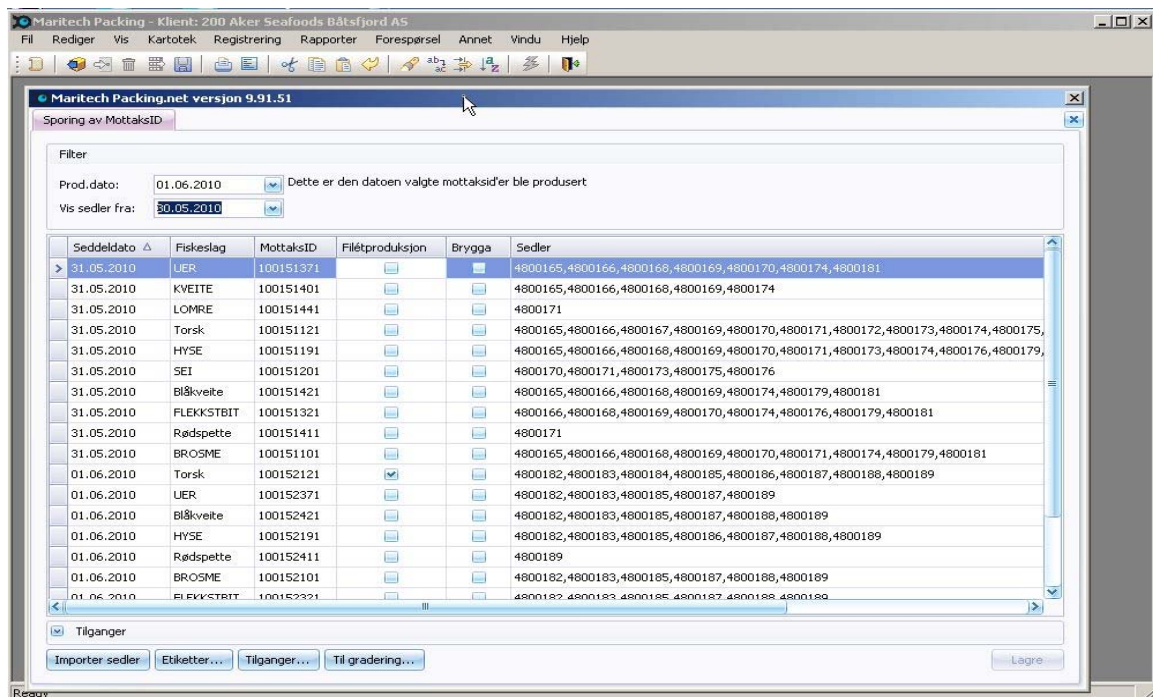 Maritech Packing - Klient: 200 Aker Seafoods Båtsfjord AS
Fil Rediger Vis Kartotek Registrering Rapporter Forespørsel Annet Vindu Hjelp
Maritech Packing.net versjon 9.91.51
Sporing av MottaksID
Filter
Prod.dato: 01.06.2010 Dette er den datoen valgte mottaksid'er ble produsert
Vis sedler fra: 30.05.2010
Seddeldato Fiskeslag MottaksID Filétproduksjon Brygga Sedler
31.05.2010 UER 100151371 4800165,4800166,4800168,4800169,4800170,4800174,4800181
31.05.2010 KVEITE 100151401 4800165,4800166,4800168,4800169,4800174
31.05.2010 LOMRE 100151441 4800171
31.05.2010 Torsk 100151121 4800165,4800166,4800167,4800169,4800170,4800171,4800172,4800173,4800174,4800175,
31.05.2010 HYSE 100151191 4800165,4800166,4800168,4800169,4800170,4800171,4800173,4800174,4800176,4800179,
31.05.2010 SEI 100151201 4800170,4800171,4800173,4800175,4800176
31.05.2010 Blåkveite 100151421 4800165,4800166,4800168,4800169,4800174,4800179,4800181
31.05.2010 FLEKKSTBIT 100151321 4800166,4800168,4800169,4800170,4800174,4800176,4800179,4800181
31.05.2010 Rødspette 100151411 4800171
31.05.2010 BROSME 100151101 4800165,4800166,4800168,4800169,4800170,4800171,4800174,4800179,4800181
01.06.2010 Torsk 100152121 4800182,4800183,4800184,4800185,4800186,4800187,4800188,4800189
01.06.2010 UER 100152371 4800182,4800183,4800185,4800187,4800189
01.06.2010 Blåkveite 100152421 4800182,4800183,4800185,4800187,4800188,4800189
01.06.2010 HYSE 100152191 4800182,4800183,4800185,4800186,4800187,4800188,4800189
01.06.2010 Rødspette 100152411 4800189
01.06.2010 BROSME 100152101 4800182,4800183,4800185,4800187,4800188,4800189
01.06.2010 FLEKKSTBIT 100152321 4800182,4800183,4800185,4800187,4800188,4800189
Tilganger
Importer sedler Etiketter... Tilganger... Til gradering... Lagre
Ready